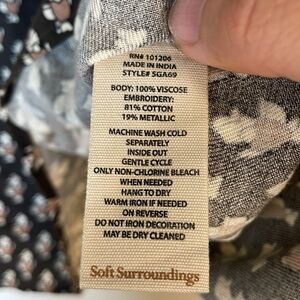 RN# 101206
MADE IN INDIA
STYLE# 5GA69
BODY: 100% VISCOSE
EMBROIDERY:
81% COTTON
19% METALLIC
MACHINE WASH COLD
SEPARATELY
INSIDE OUT
GENTLE CYCLE
ONLY NON-CHLORINE BLEACH
WHEN NEEDED
HANG TO DRY
WARM IRON IF NEEDED
ON REVERSE
DO NOT IRON DECORATION
MAY BE DRY CLEANED
Soft Surroundings